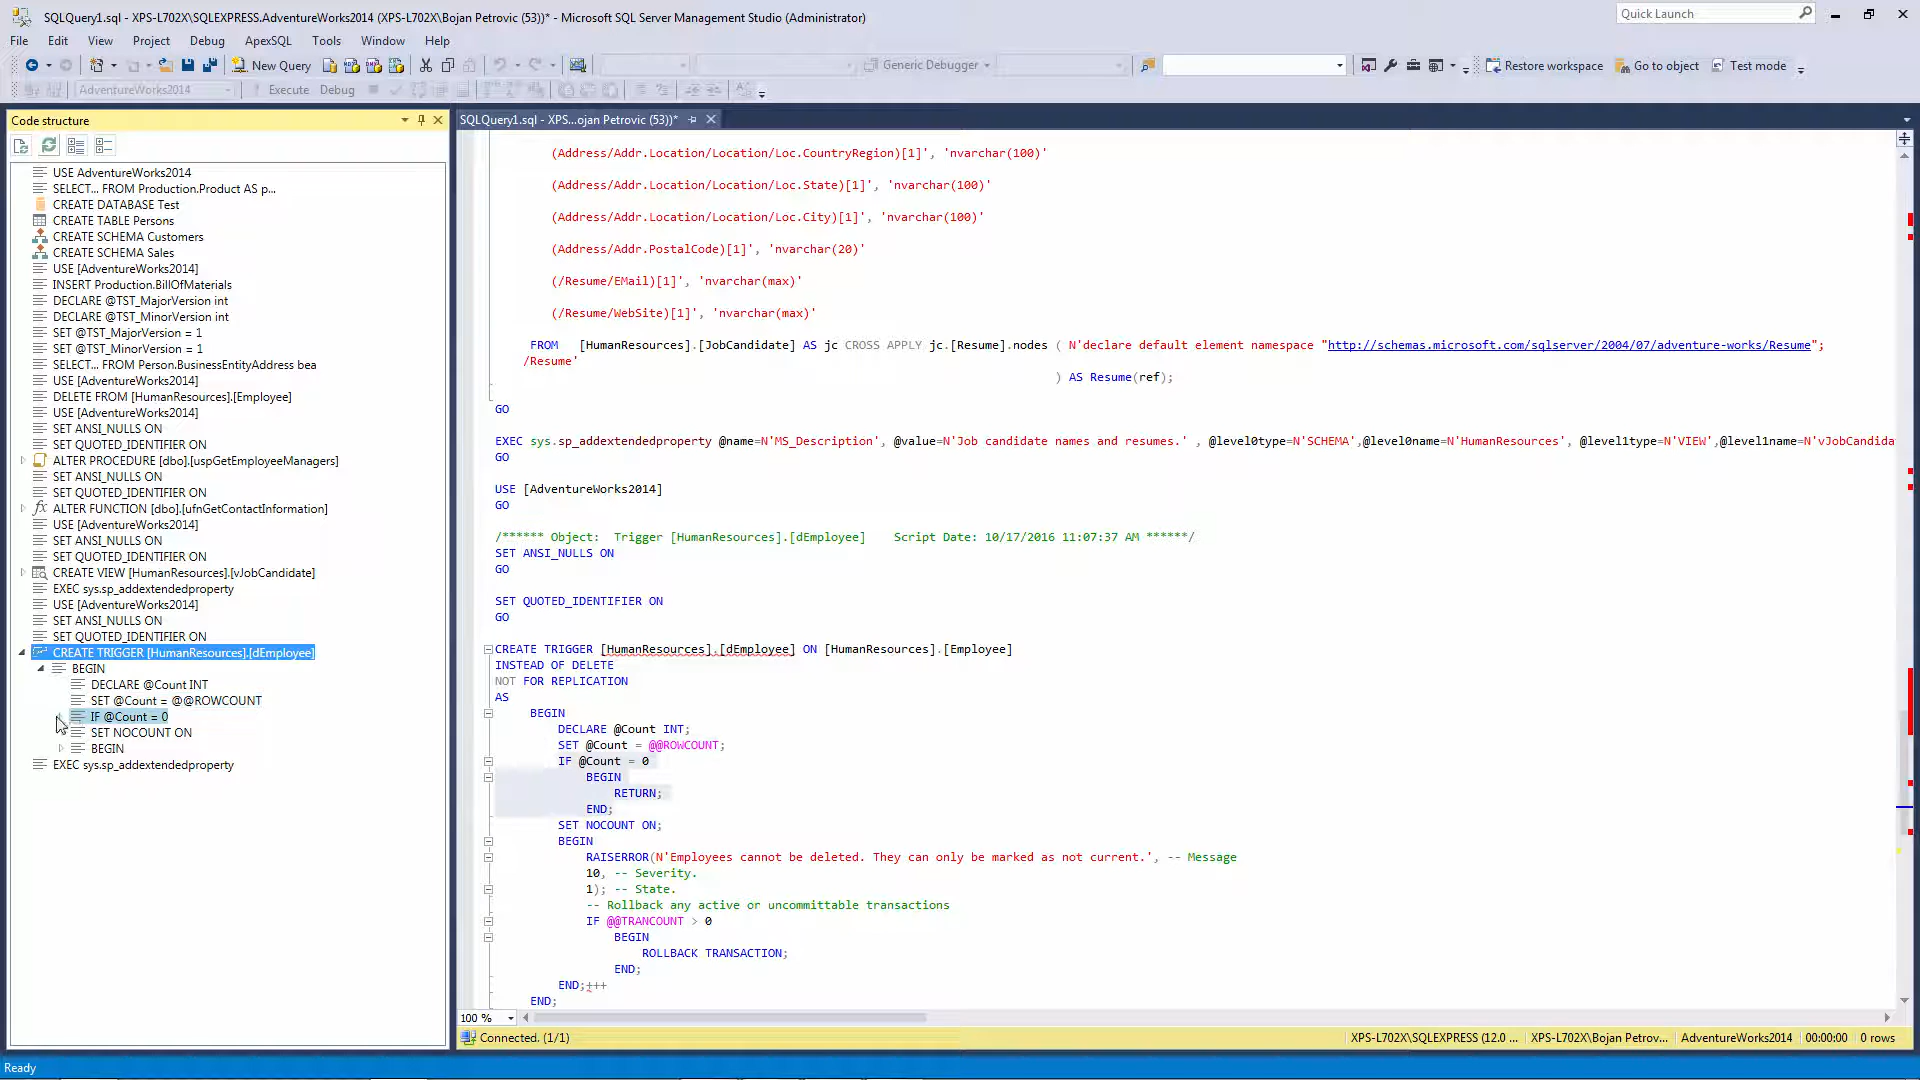 SQLQuery1.sql - XPS-L702X\SQLEXPRESS.AdventureWorks2014 (XPS-L702X\Bojan Petrovic (53))* - Microsoft SQL Server Management Studio (Administrator)
Quick Launch
File Edit View Project Debug ApexSQL Tools Window Help
New Query
Generic Debugger
Restore workspace
Go to object
Test mode
AdventureWorks2014
Execute Debug
Code structure
USE AdventureWorks2014
SELECT... FROM Production.Product AS p...
CREATE DATABASE Test
CREATE TABLE Persons
CREATE SCHEMA Customers
CREATE SCHEMA Sales
USE [AdventureWorks2014]
INSERT Production.BillOfMaterials
DECLARE @TST_MajorVersion int
DECLARE @TST_MinorVersion int
SET @TST_MajorVersion = 1
SET @TST_MinorVersion = 1
SELECT... FROM Person.BusinessEntityAddress bea
USE [AdventureWorks2014]
DELETE FROM [HumanResources].[Employee]
USE [AdventureWorks2014]
SET ANSI_NULLS ON
SET QUOTED_IDENTIFIER ON
ALTER PROCEDURE [dbo].[uspGetEmployeeManagers]
SET ANSI_NULLS ON
SET QUOTED_IDENTIFIER ON
ALTER FUNCTION [dbo].[ufnGetContactInformation]
USE [AdventureWorks2014]
SET ANSI_NULLS ON
SET QUOTED_IDENTIFIER ON
CREATE VIEW [HumanResources].[vJobCandidate]
EXEC sys.sp_addextendedproperty
USE [AdventureWorks2014]
SET ANSI_NULLS ON
SET QUOTED_IDENTIFIER ON
CREATE TRIGGER [HumanResources].[dEmployee]
BEGIN
DECLARE @Count INT
SET @Count = @@ROWCOUNT
IF @Count = 0
SET NOCOUNT ON
BEGIN
EXEC sys.sp_addextendedproperty
SQLQuery1.sql - XPS...ojan Petrovic (53))*
(Address/Addr.Location/Location/Loc.CountryRegion)[1]', 'nvarchar(100)'
(Address/Addr.Location/Location/Loc.State)[1]', 'nvarchar(100)'
(Address/Addr.Location/Location/Loc.City)[1]', 'nvarchar(100)'
(Address/Addr.PostalCode)[1]', 'nvarchar(20)'
(/Resume/EMail)[1]', 'nvarchar(max)'
(/Resume/WebSite)[1]', 'nvarchar(max)'
FROM [HumanResources].[JobCandidate] AS jc CROSS APPLY jc.[Resume].nodes ( N'declare default element namespace "http://schemas.microsoft.com/sqlserver/2004/07/adventure-works/Resume";
/Resume'
) AS Resume(ref);
GO
EXEC sys.sp_addextendedproperty @name=N'MS_Description', @value=N'Job candidate names and resumes.' , @level0type=N'SCHEMA',@level0name=N'HumanResources', @level1type=N'VIEW',@level1name=N'vJobCandida
GO
USE [AdventureWorks2014]
GO
/****** Object:  Trigger [HumanResources].[dEmployee]    Script Date: 10/17/2016 11:07:37 AM ******/
SET ANSI_NULLS ON
GO
SET QUOTED_IDENTIFIER ON
GO
CREATE TRIGGER [HumanResources].[dEmployee] ON [HumanResources].[Employee]
INSTEAD OF DELETE
NOT FOR REPLICATION
AS
BEGIN
DECLARE @Count INT;
SET @Count = @@ROWCOUNT;
IF @Count = 0
BEGIN
RETURN;
END;
SET NOCOUNT ON;
BEGIN
RAISERROR(N'Employees cannot be deleted. They can only be marked as not current.', -- Message
10, -- Severity.
1); -- State.
-- Rollback any active or uncommittable transactions
IF @@TRANCOUNT > 0
BEGIN
ROLLBACK TRANSACTION;
END;
END;+++
END;
100 %
Connected. (1/1)
XPS-L702X\SQLEXPRESS (12.0 ...
XPS-L702X\Bojan Petrov...
AdventureWorks2014
00:00:00
0 rows
Ready